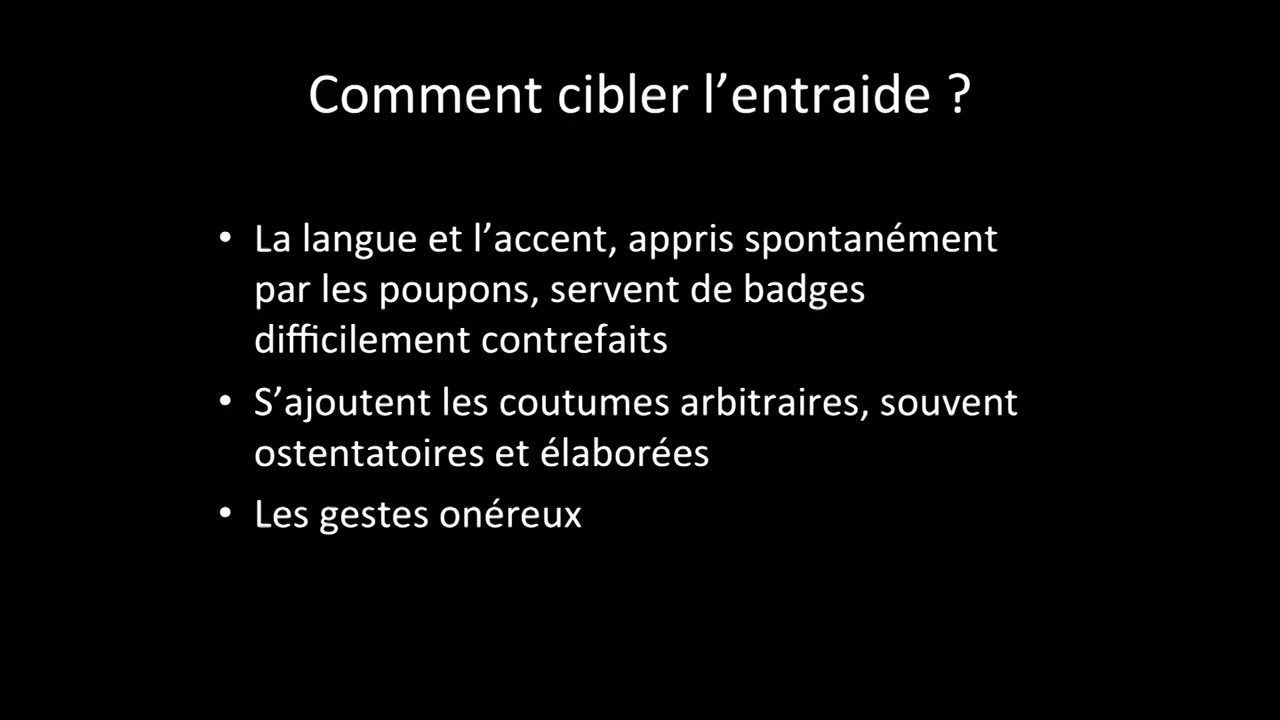 Comment cibler l’entraide ?
• La langue et l’accent, appris spontanément
par les poupons, servent de badges
difficilement contrefaits
• S’ajoutent les coutumes arbitraires, souvent
ostentatoires et élaborées
• Les gestes onéreux